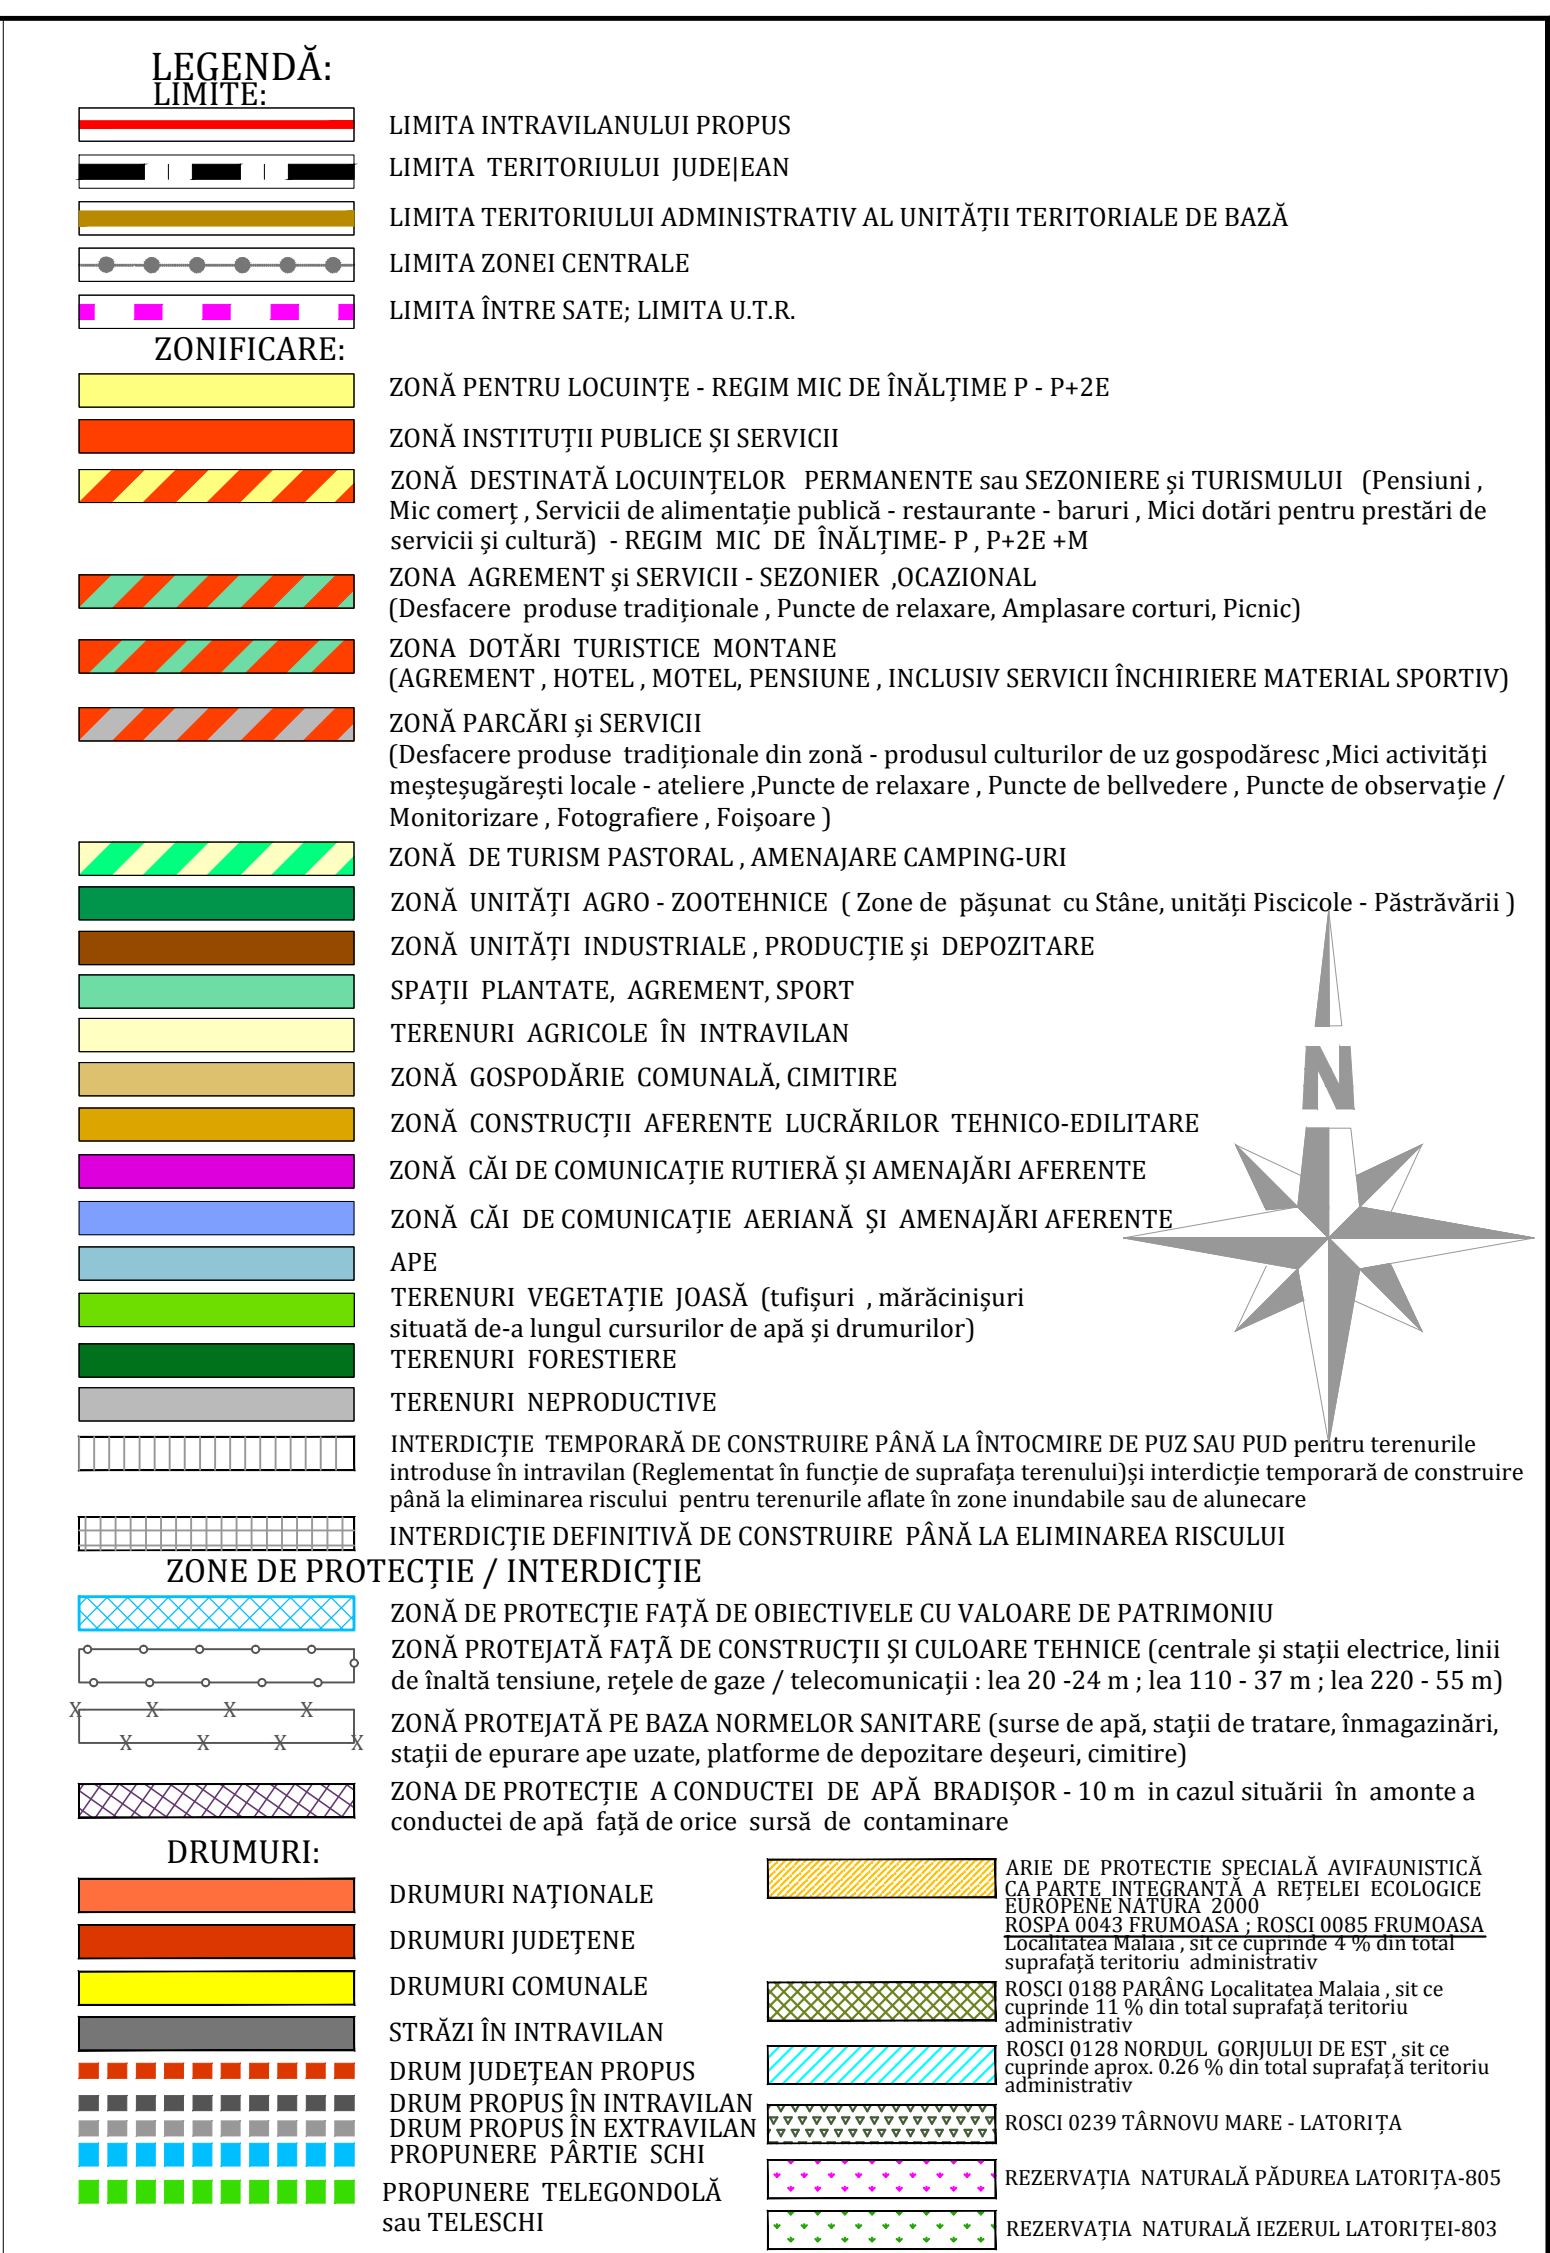 LEGENDĂ:
LIMITE:
LIMITA INTRAVILANULUI PROPUS
LIMITA TERITORIULUI JUDE|EAN
LIMITA TERITORIULUI ADMINISTRATIV AL UNITĂȚII TERITORIALE DE BAZĂ
LIMITA ZONEI CENTRALE
LIMITA ÎNTRE SATE; LIMITA U.T.R.
ZONIFICARE:
ZONĂ PENTRU LOCUINȚE - REGIM MIC DE ÎNĂLȚIME P - P+2E
ZONĂ INSTITUȚII PUBLICE ȘI SERVICII
ZONĂ DESTINATĂ LOCUINȚELOR PERMANENTE sau SEZONIERE și TURISMULUI (Pensiuni ,
Mic comerț , Servicii de alimentație publică - restaurante - baruri , Mici dotări pentru prestări de
servicii și cultură) - REGIM MIC DE ÎNĂLȚIME- P , P+2E +M
ZONA AGREMENT și SERVICII - SEZONIER ,OCAZIONAL
(Desfacere produse tradiționale , Puncte de relaxare, Amplasare corturi, Picnic)
ZONA DOTĂRI TURISTICE MONTANE
(AGREMENT , HOTEL , MOTEL, PENSIUNE , INCLUSIV SERVICII ÎNCHIRIERE MATERIAL SPORTIV)
ZONĂ PARCĂRI și SERVICII
(Desfacere produse tradiționale din zonă - produsul culturilor de uz gospodăresc ,Mici activități
meșteșugărești locale - ateliere ,Puncte de relaxare , Puncte de bellvedere , Puncte de observație /
Monitorizare , Fotografiere , Foișoare )
ZONĂ DE TURISM PASTORAL , AMENAJARE CAMPING-URI
ZONĂ UNITĂȚI AGRO - ZOOTEHNICE ( Zone de pășunat cu Stâne, unități Piscicole - Păstrăvării )
ZONĂ UNITĂȚI INDUSTRIALE , PRODUCȚIE și DEPOZITARE
SPAȚII PLANTATE, AGREMENT, SPORT
TERENURI AGRICOLE ÎN INTRAVILAN
N
ZONĂ GOSPODĂRIE COMUNALĂ, CIMITIRE
ZONĂ CONSTRUCȚII AFERENTE LUCRĂRILOR TEHNICO-EDILITARE
ZONĂ CĂI DE COMUNICAȚIE RUTIERĂ ȘI AMENAJĂRI AFERENTE
ZONĂ CĂI DE COMUNICAȚIE AERIANĂ ȘI AMENAJĂRI AFERENTE
APE
TERENURI VEGETAȚIE JOASĂ (tufișuri , mărăcinișuri
situată de-a lungul cursurilor de apă și drumurilor)
TERENURI FORESTIERE
TERENURI NEPRODUCTIVE
INTERDICȚIE TEMPORARĂ DE CONSTRUIRE PÂNĂ LA ÎNTOCMIRE DE PUZ SAU PUD pentru terenurile
introduse în intravilan (Reglementat în funcție de suprafața terenului)și interdicție temporară de construire
până la eliminarea riscului pentru terenurile aflate în zone inundabile sau de alunecare
INTERDICȚIE DEFINITIVĂ DE CONSTRUIRE PÂNĂ LA ELIMINAREA RISCULUI
ZONE DE PROTECȚIE / INTERDICȚIE
ZONĂ DE PROTECȚIE FAȚĂ DE OBIECTIVELE CU VALOARE DE PATRIMONIU
ZONĂ PROTEJATĂ FAȚÃ DE CONSTRUCȚII ȘI CULOARE TEHNICE (centrale și stații electrice, linii
de înaltă tensiune, rețele de gaze / telecomunicații : lea 20 -24 m ; lea 110 - 37 m ; lea 220 - 55 m)
X X X X
X X X X
ZONĂ PROTEJATĂ PE BAZA NORMELOR SANITARE (surse de apă, stații de tratare, înmagazinări,
stații de epurare ape uzate, platforme de depozitare deșeuri, cimitire)
ZONA DE PROTECȚIE A CONDUCTEI DE APĂ BRADIȘOR - 10 m in cazul situării în amonte a
conductei de apă față de orice sursă de contaminare
DRUMURI:
DRUMURI NAȚIONALE
DRUMURI JUDEȚENE
DRUMURI COMUNALE
STRĂZI ÎN INTRAVILAN
DRUM JUDEȚEAN PROPUS
DRUM PROPUS ÎN INTRAVILAN
DRUM PROPUS ÎN EXTRAVILAN
PROPUNERE PÂRTIE SCHI
PROPUNERE TELEGONDOLĂ
sau TELESCHI
ARIE DE PROTECTIE SPECIALĂ AVIFAUNISTICĂ
CA PARTE INTEGRANTĂ A REȚELEI ECOLOGICE
EUROPENE NATURA 2000
ROSPA 0043 FRUMOASA ; ROSCI 0085 FRUMOASA
Localitatea Malaia , sit ce cuprinde 4 % din total
suprafață teritoriu administrativ
ROSCI 0188 PARÂNG Localitatea Malaia , sit ce
cuprinde 11 % din total suprafață teritoriu
administrativ
ROSCI 0128 NORDUL GORJULUI DE EST , sit ce
cuprinde aprox. 0.26 % din total suprafață teritoriu
administrativ
ROSCI 0239 TÂRNOVU MARE - LATORIȚA
REZERVAȚIA NATURALĂ PĂDUREA LATORIȚA-805
REZERVAȚIA NATURALĂ IEZERUL LATORIȚEI-803